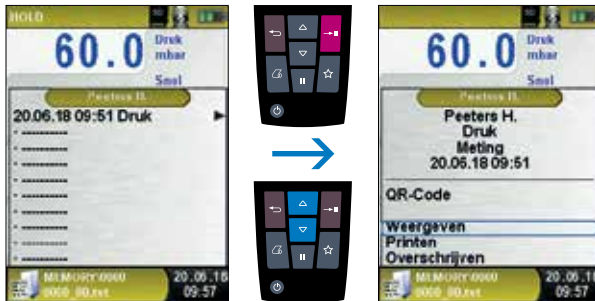 HOLD
60.0 Druk
mbar
Snel
Peeters H.
20.06.18 09:51 Druk
MEMORY:0000
0000_00.txt
20.06.18
09:57
60.0 Druk
mbar
Snel
Peeters H.
Peeters H.
Druk
Meting
20.06.18 09:51
QR-Code
Weergeven
Printen
Overschrijven
MEMORY:0000
0000_00.txt
20.06.18
09:57